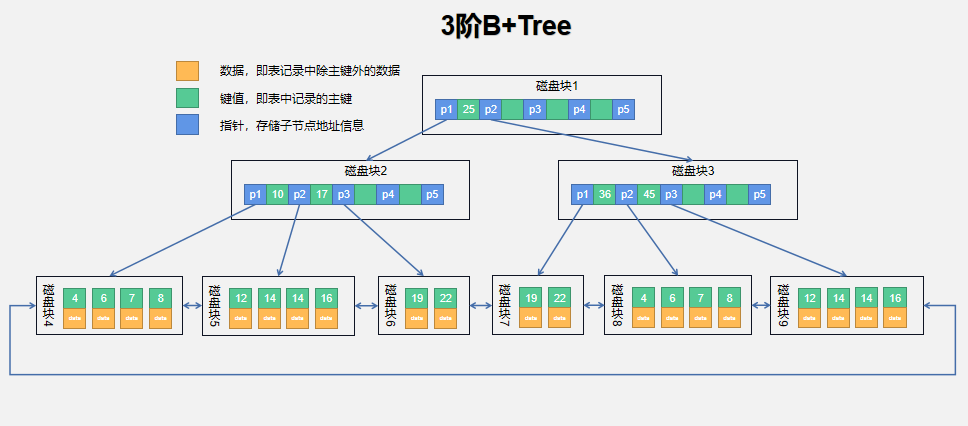 3阶B+Tree
数据，即表记录中除主键外的数据
键值，即表中记录的主键
指针，存储子节点地址信息
磁盘块1
p1 25 p2 p3 p4 p5
磁盘块2
p1 10 p2 17 p3 p4 p5
磁盘块3
p1 36 p2 45 p3 p4 p5
磁盘块4
4 6 7 8
data data data data
磁盘块5
12 14 14 16
data data data data
磁盘块6
19 22
data data
磁盘块7
19 22
data data
磁盘块8
4 6 7 8
data data data data
磁盘块9
12 14 14 16
data data data data